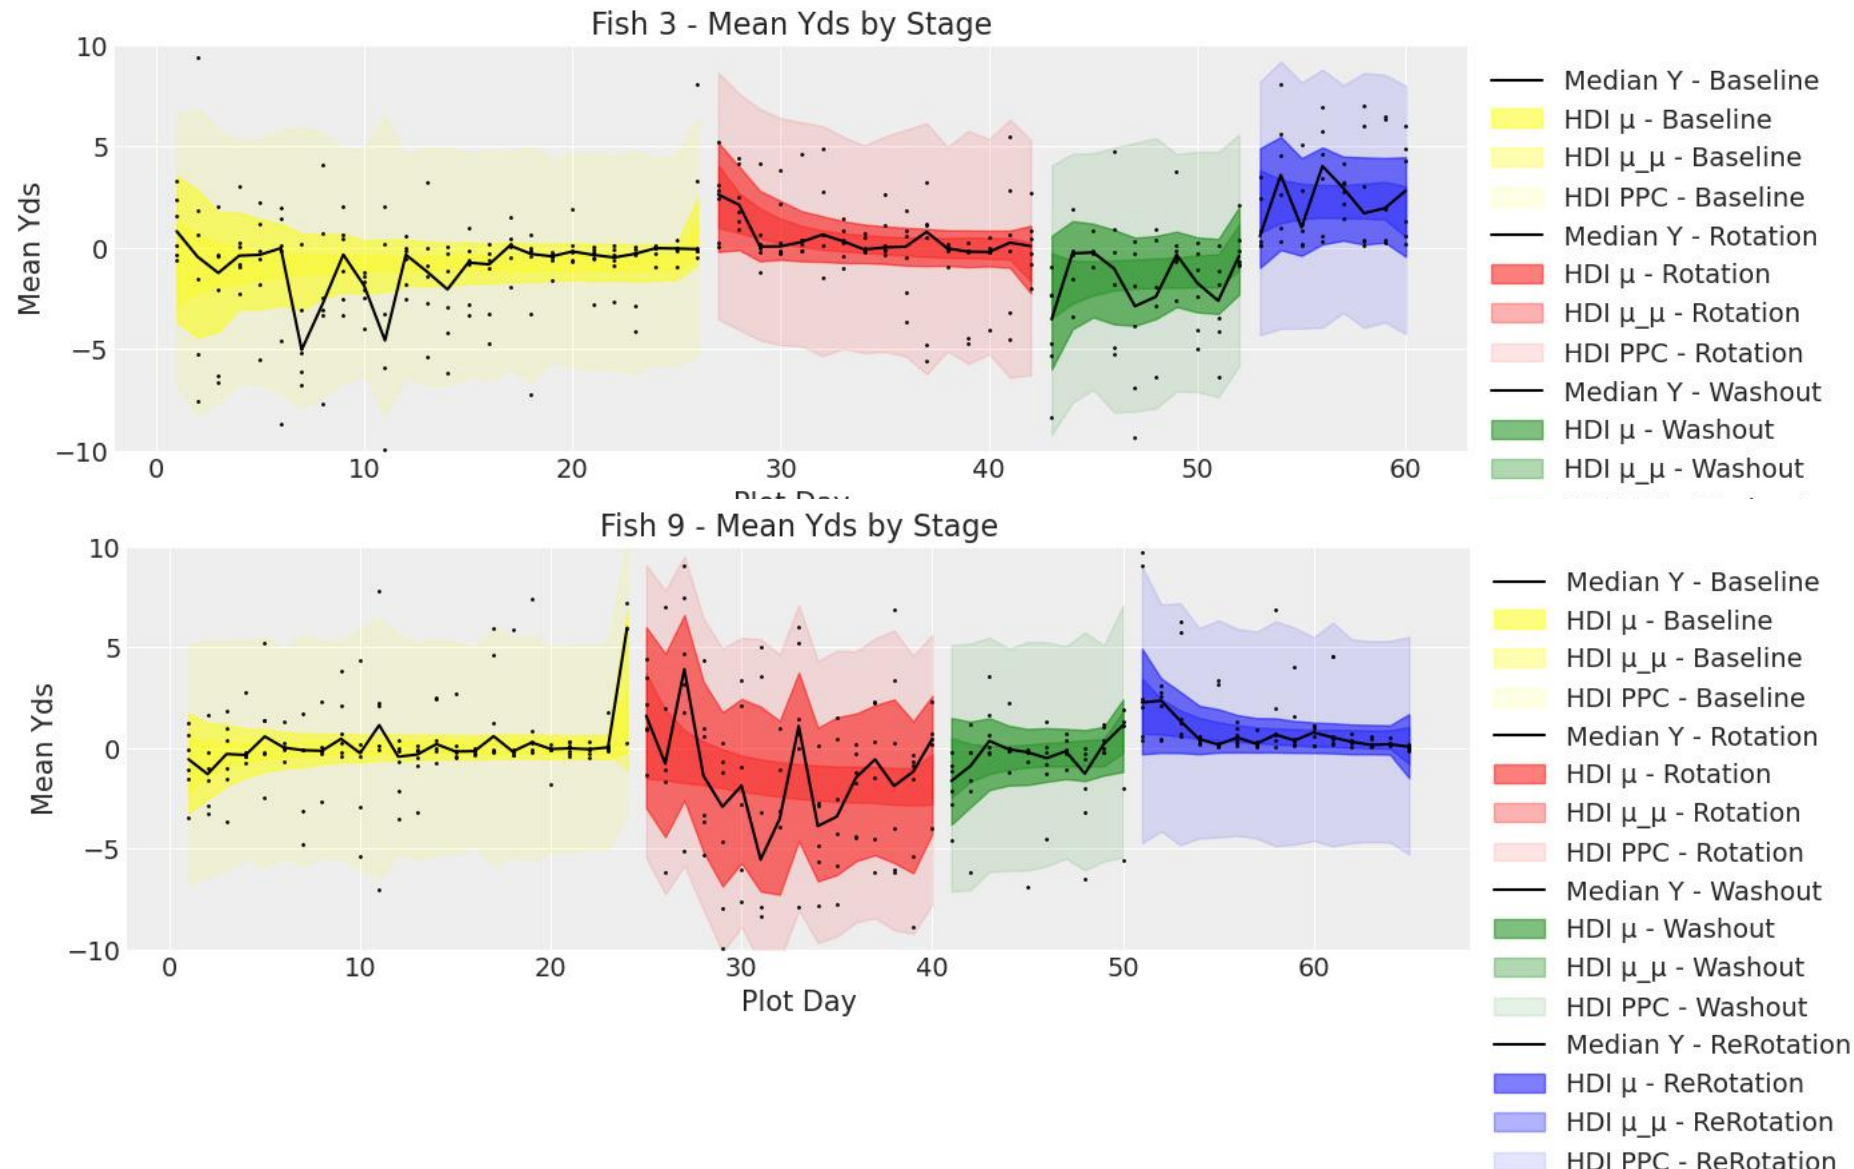 Fish 3 - Mean Yds by Stage
10
5
0
−5
−10
Mean Yds
0 10 20 30 40 50 60
Plot Day
Median Y - Baseline
HDI μ - Baseline
HDI μ_μ - Baseline
HDI PPC - Baseline
Median Y - Rotation
HDI μ - Rotation
HDI μ_μ - Rotation
HDI PPC - Rotation
Median Y - Washout
HDI μ - Washout
HDI μ_μ - Washout
Fish 9 - Mean Yds by Stage
10
5
0
−5
−10
Mean Yds
0 10 20 30 40 50 60
Plot Day
Median Y - Baseline
HDI μ - Baseline
HDI μ_μ - Baseline
HDI PPC - Baseline
Median Y - Rotation
HDI μ - Rotation
HDI μ_μ - Rotation
HDI PPC - Rotation
Median Y - Washout
HDI μ - Washout
HDI μ_μ - Washout
HDI PPC - Washout
Median Y - ReRotation
HDI μ - ReRotation
HDI μ_μ - ReRotation
HDI PPC - ReRotation